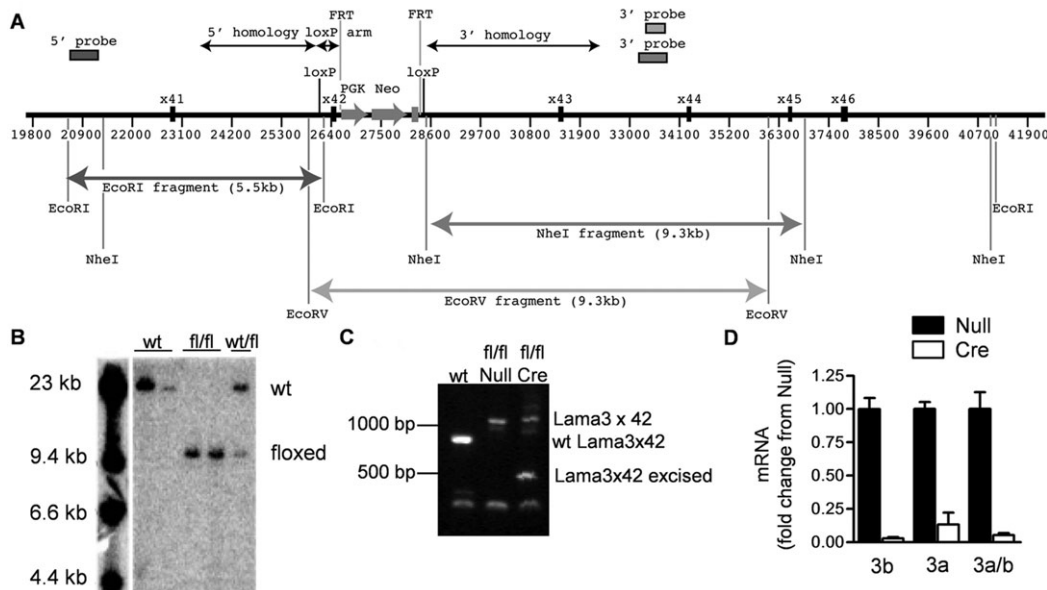 A
5' probe
5' homology
loxP arm
FRT
FRT
3' homology
3' probe
3' probe
loxP
loxP
PGK Neo
x41
x42
x43
x44
x45
x46
19800 20900 22000 23100 24200 25300 26400 27500 28600 29700 30800 31900 33000 34100 35200 36300 37400 38500 39600 40700 41900
EcoRI fragment (5.5kb)
EcoRI
EcoRI
EcoRI
NheI fragment (9.3kb)
NheI
NheI
NheI
NheI
EcoRV fragment (9.3kb)
EcoRV
EcoRV
B
wt fl/fl wt/fl
23 kb
9.4 kb
6.6 kb
4.4 kb
wt
floxed
C
wt
fl/fl Null
fl/fl Cre
1000 bp
500 bp
Lama3 x 42
wt Lama3x42
Lama3x42 excised
D
Null
Cre
mRNA
(fold change from Null)
1.25
1.00
0.75
0.50
0.25
0.00
3b 3a 3a/b